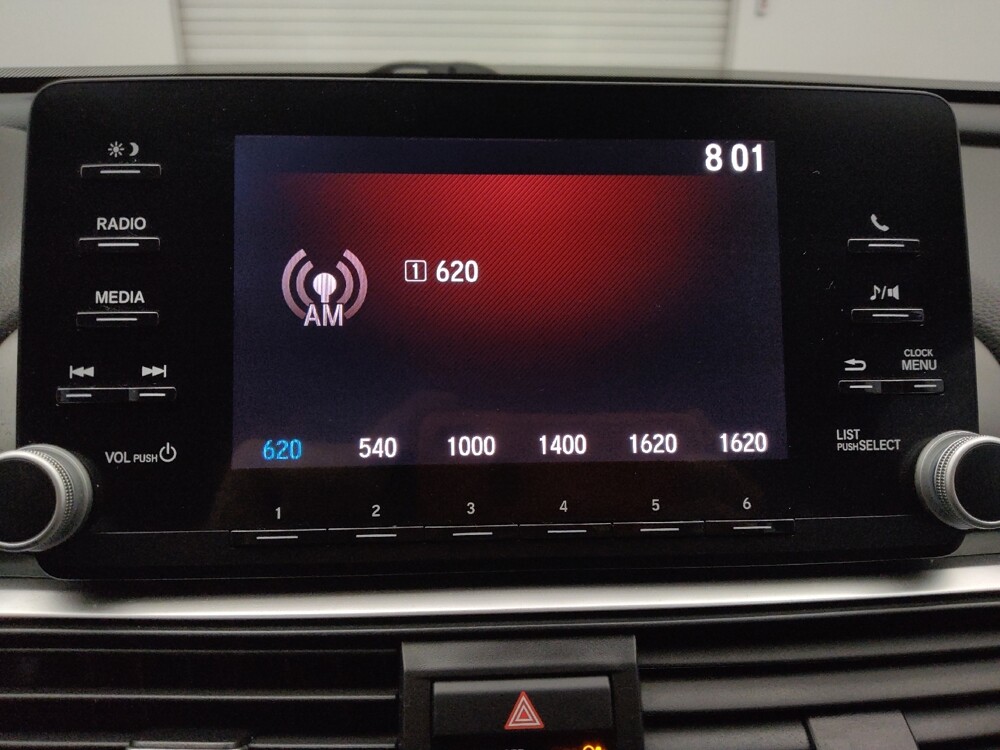 8 01
RADIO
MEDIA
VOL PUSH
AM
1 620
620 540 1000 1400 1620 1620
1 2 3 4 5 6
CLOCK
MENU
LIST
PUSH SELECT